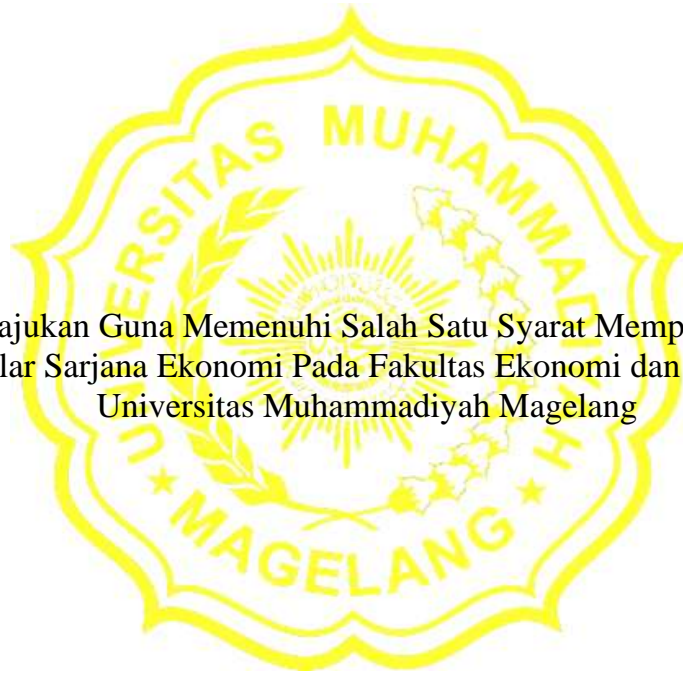 UNIVERSITAS MUHAMMADIYAH
ajukan Guna Memenuhi Salah Satu Syarat Memp
lar Sarjana Ekonomi Pada Fakultas Ekonomi dan
Universitas Muhammadiyah Magelang
MAGELANG